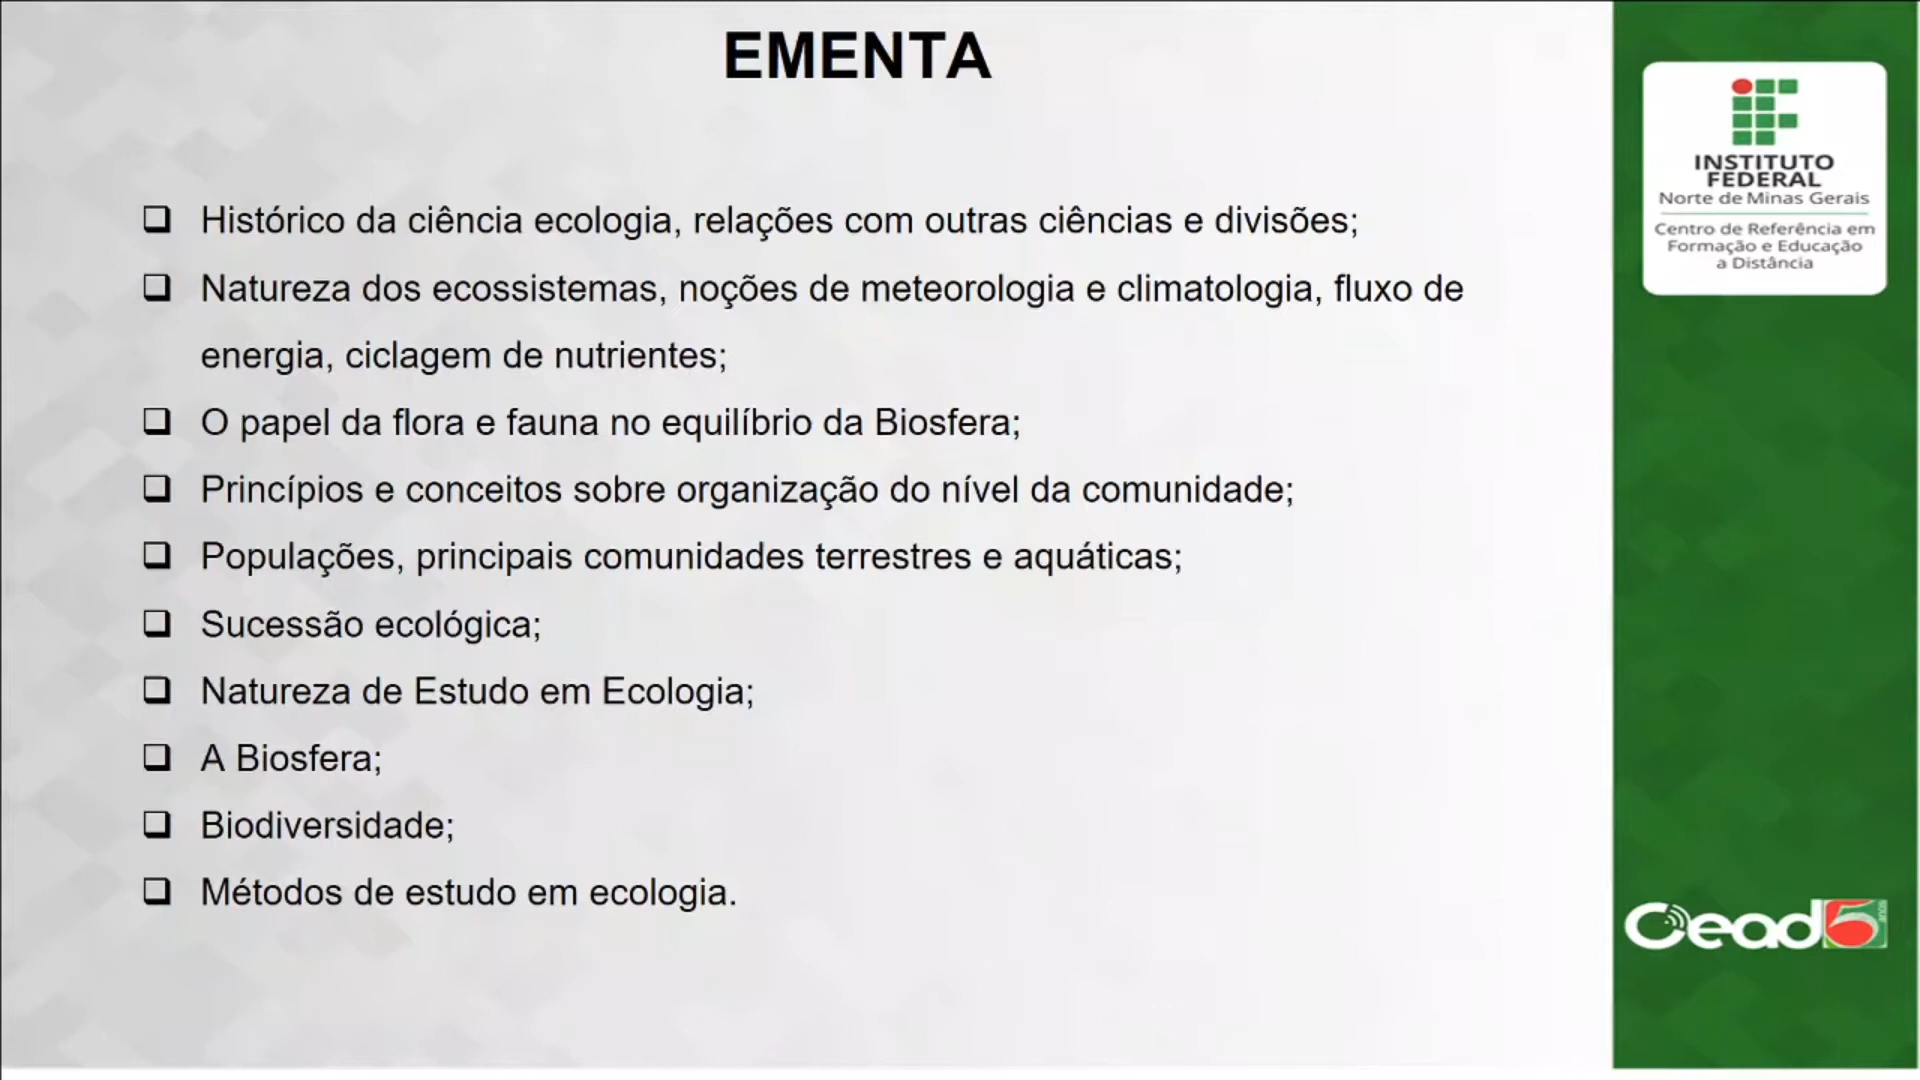 EMENTA
Histórico da ciência ecologia, relações com outras ciências e divisões;
Natureza dos ecossistemas, noções de meteorologia e climatologia, fluxo de
energia, ciclagem de nutrientes;
O papel da flora e fauna no equilíbrio da Biosfera;
Princípios e conceitos sobre organização do nível da comunidade;
Populações, principais comunidades terrestres e aquáticas;
Sucessão ecológica;
Natureza de Estudo em Ecologia;
A Biosfera;
Biodiversidade;
Métodos de estudo em ecologia.
INSTITUTO
FEDERAL
Norte de Minas Gerais
Centro de Referência em
Formação e Educação
a Distância
Cead 5